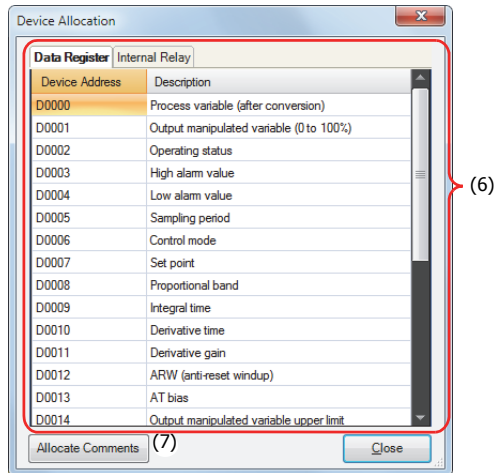 Device Allocation
Data Register Internal Relay
Device Address Description
D0000 Process variable (after conversion)
D0001 Output manipulated variable (0 to 100%)
D0002 Operating status
D0003 High alarm value
D0004 Low alarm value
(6)
D0005 Sampling period
D0006 Control mode
D0007 Set point
D0008 Proportional band
D0009 Integral time
D0010 Derivative time
D0011 Derivative gain
D0012 ARW (anti-reset windup)
D0013 AT bias
D0014 Output manipulated variable upper limit
Allocate Comments (7) Close